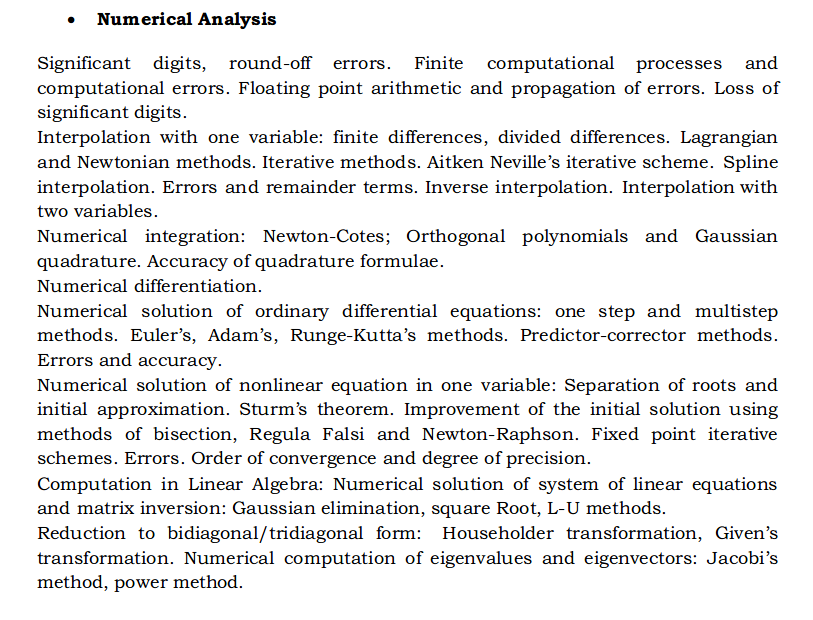 • Numerical Analysis
Significant digits, round-off errors. Finite computational processes and
computational errors. Floating point arithmetic and propagation of errors. Loss of
significant digits.
Interpolation with one variable: finite differences, divided differences. Lagrangian
and Newtonian methods. Iterative methods. Aitken Neville’s iterative scheme. Spline
interpolation. Errors and remainder terms. Inverse interpolation. Interpolation with
two variables.
Numerical integration: Newton-Cotes; Orthogonal polynomials and Gaussian
quadrature. Accuracy of quadrature formulae.
Numerical differentiation.
Numerical solution of ordinary differential equations: one step and multistep
methods. Euler’s, Adam’s, Runge-Kutta’s methods. Predictor-corrector methods.
Errors and accuracy.
Numerical solution of nonlinear equation in one variable: Separation of roots and
initial approximation. Sturm’s theorem. Improvement of the initial solution using
methods of bisection, Regula Falsi and Newton-Raphson. Fixed point iterative
schemes. Errors. Order of convergence and degree of precision.
Computation in Linear Algebra: Numerical solution of system of linear equations
and matrix inversion: Gaussian elimination, square Root, L-U methods.
Reduction to bidiagonal/tridiagonal form: Householder transformation, Given’s
transformation. Numerical computation of eigenvalues and eigenvectors: Jacobi’s
method, power method.